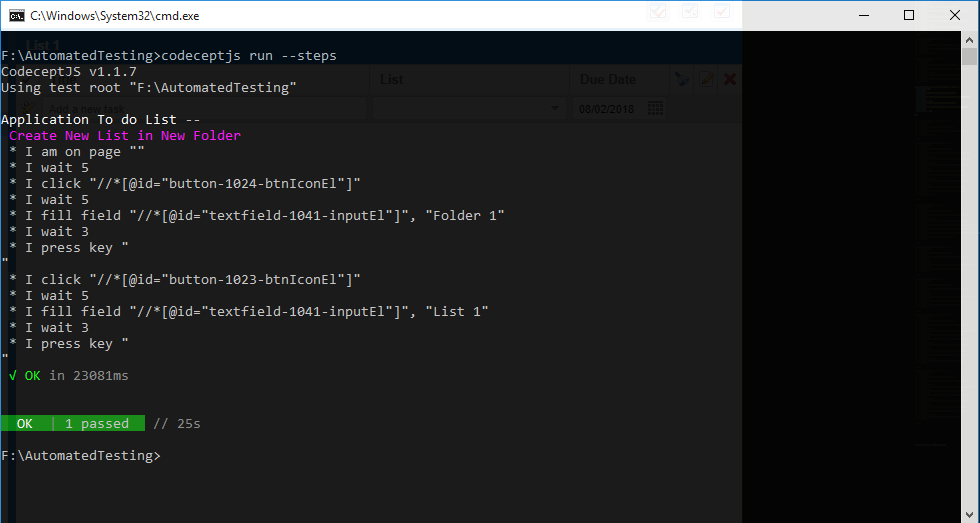 C:\Windows\System32\cmd.exe
List 1
F:\AutomatedTesting>codeceptjs run --steps
CodeceptJS v1.1.7
List
Due Date
Using test root "F:\AutomatedTesting"
Add a new task
08/02/2018
Application To do List --
Create New List in New Folder
* I am on page ""
* I wait 5
* I click "//*[@id="button-1024-btnIconEl"]"
* I wait 5
* I fill field "//*[@id="textfield-1041-inputEl"]", "Folder 1"
* I wait 3
* I press key "
"
* I click "//*[@id="button-1023-btnIconEl"]"
* I wait 5
* I fill field "//*[@id="textfield-1041-inputEl"]", "List 1"
* I wait 3
* I press key "
"
√ OK in 23081ms
OK | 1 passed // 25s
F:\AutomatedTesting>